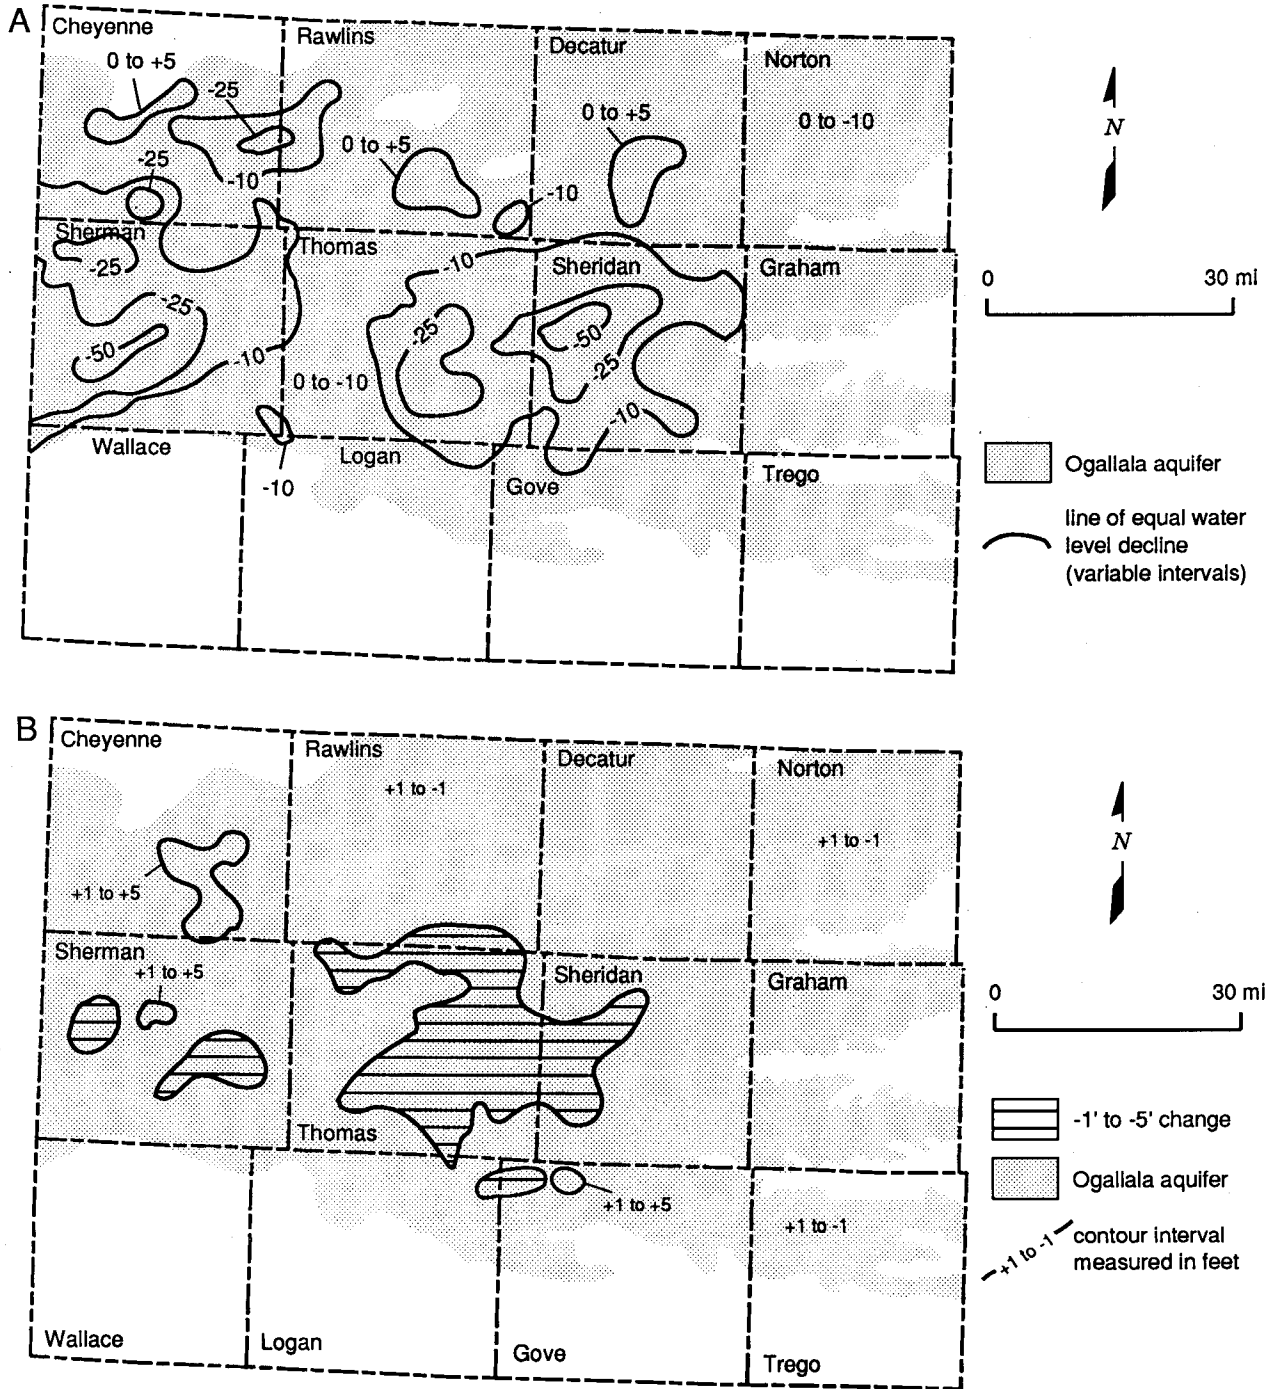 A
Cheyenne
Rawlins
Decatur
Norton
0 to +5
-25
0 to +5
0 to -10
0 to +5
-25
-10
-10
N
Sherman
Thomas
-10
Sheridan
Graham
-25
-25
-25
-50
-50
-10
-25
0 to -10
-10
0 30 mi
Wallace
Logan
-10
Gove
Trego
Ogallala aquifer
line of equal water
level decline
(variable intervals)
B
Cheyenne
Rawlins
Decatur
Norton
+1 to -1
+1 to -1
+1 to +5
N
Sherman
+1 to +5
Sheridan
Graham
0 30 mi
Thomas
+1 to +5
+1 to -1
-1' to -5' change
Ogallala aquifer
+1 to -1
contour interval
measured in feet
Wallace
Logan
Gove
Trego